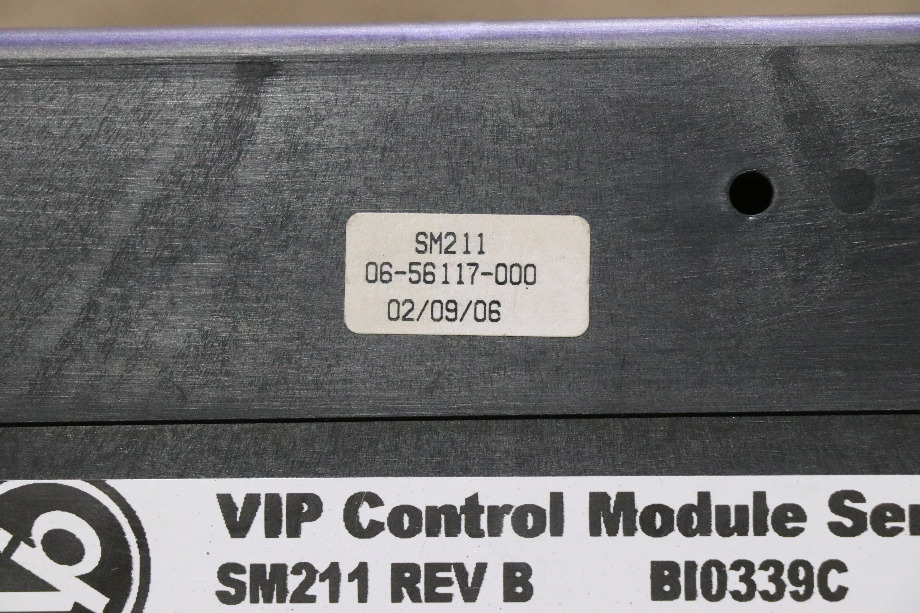 SM211
06-56117-000
02/09/06
VIP Control Module
SM211 REV B BI0339C